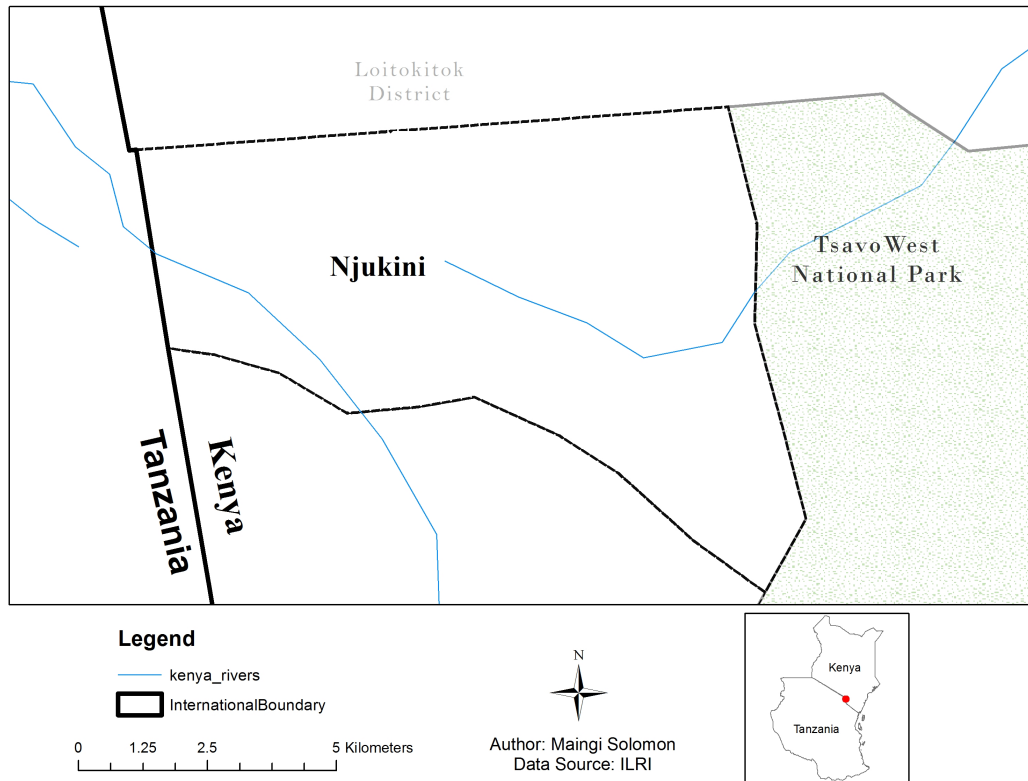 Loitokitok
District
Njukini
TsavoWest
National Park
Tanzania
Kenya
Legend
kenya_rivers
InternationalBoundary
0 1.25 2.5 5 Kilometers
N
Author: Maingi Solomon
Data Source: ILRI
Kenya
Tanzania